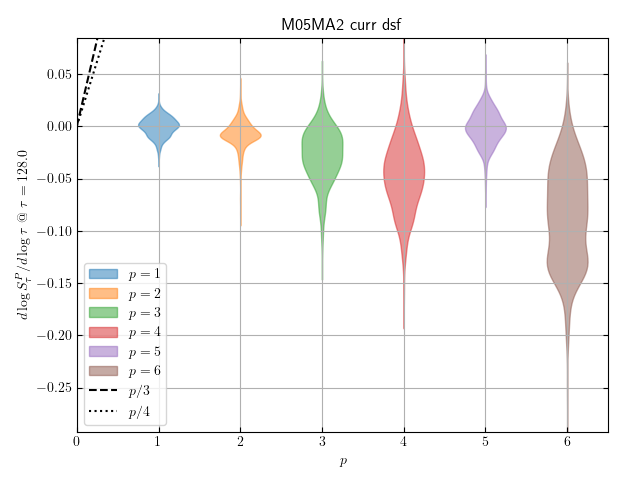 M05MA2 curr dsf
d log S_τ^P / d log τ @ τ = 128.0
0.05
0.00
−0.05
−0.10
−0.15
−0.20
−0.25
p = 1
p = 2
p = 3
p = 4
p = 5
p = 6
p/3
p/4
0 1 2 3 4 5 6
p